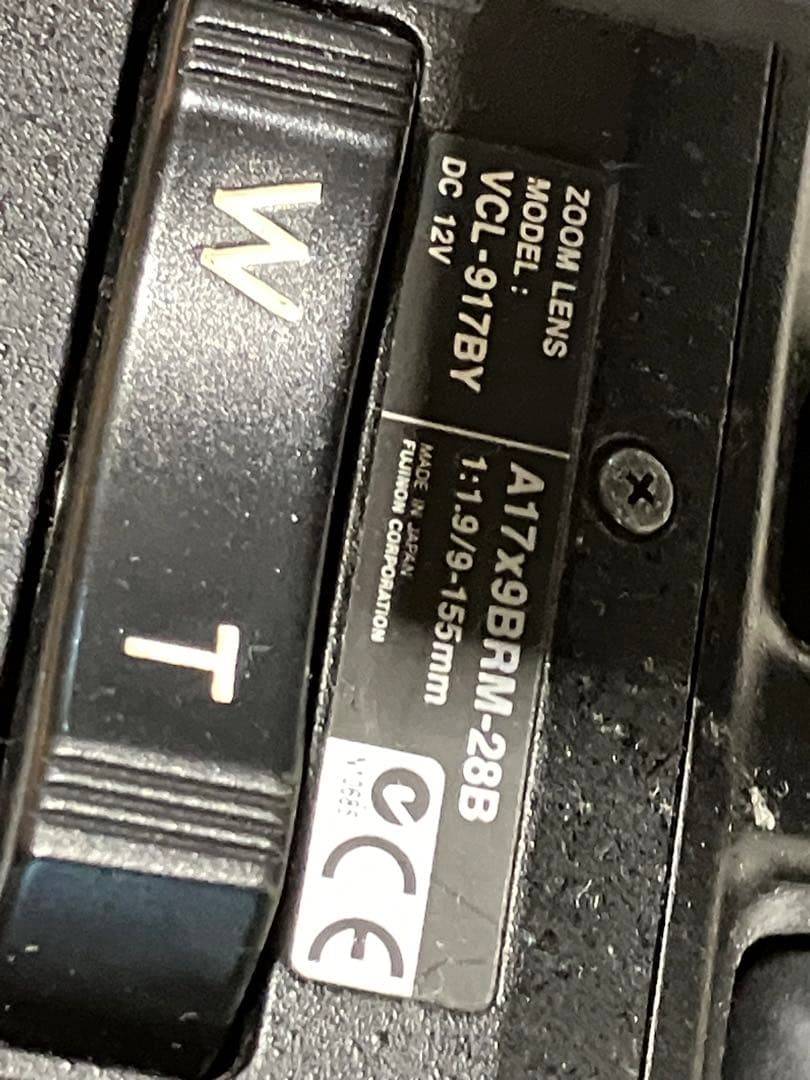 W
T
ZOOM LENS
MODEL:
VCL-917BY
DC 12V
A17x9BRM-28B
1:1.9/9-155mm
MADE IN JAPAN
FUJINON CORPORATION
CE